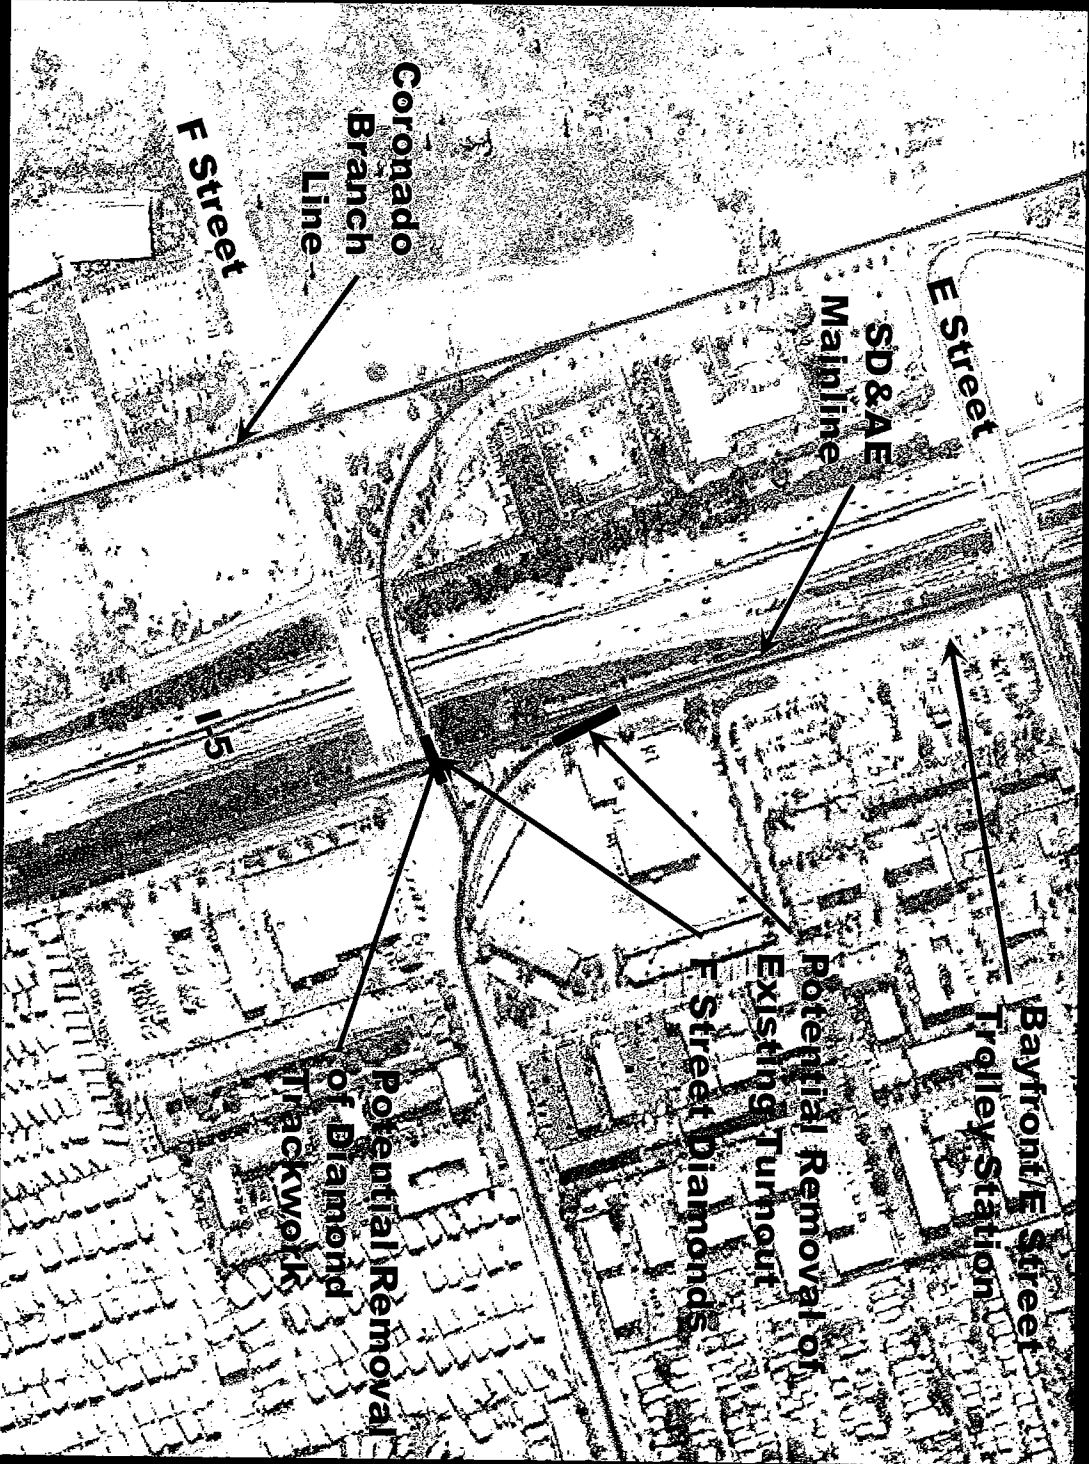 E Street
SD&AE
Mainline
Coronado
Branch
Line
F Street
Bayfront/E Street
Trolley Station
Potential Removal of
Existing Turnout
F Street Diamonds
Potential Removal
of Diamond
Trackwork
I-5